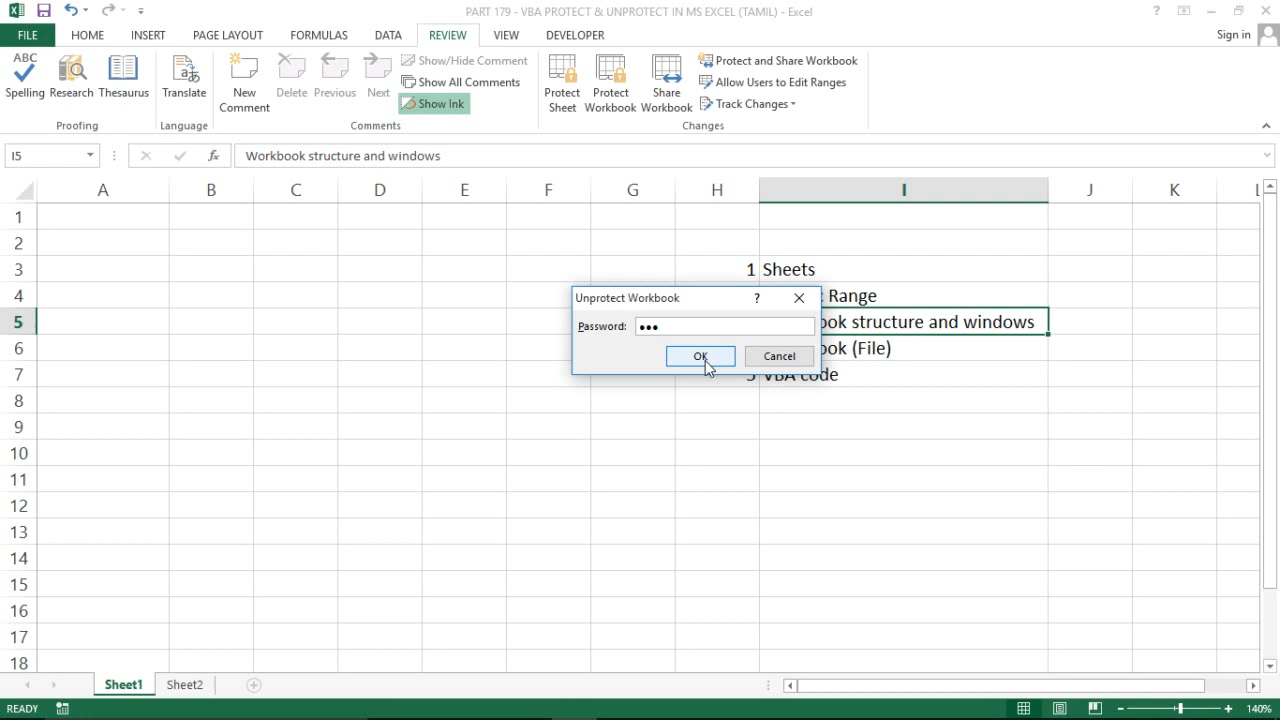 PART 179 - VBA PROTECT & UNPROTECT IN MS EXCEL (TAMIL) - Excel
FILE HOME INSERT PAGE LAYOUT FORMULAS DATA REVIEW VIEW DEVELOPER Sign in
ABC
Spelling Research Thesaurus
Proofing
Translate
Language
New Comment
Delete Previous Next
Show/Hide Comment
Show All Comments
Show Ink
Comments
Protect Sheet
Protect Workbook
Share Workbook
Protect and Share Workbook
Allow Users to Edit Ranges
Track Changes
Changes
I5 fx Workbook structure and windows
A B C D E F G H I J K L
1
2
3 1 Sheets
4 Range
5 book structure and windows
6 book (File)
7 5 VBA code
8
9
10
11
12
13
14
15
16
17
18
Unprotect Workbook ?
Password: •••
OK Cancel
Sheet1 Sheet2
READY 140%